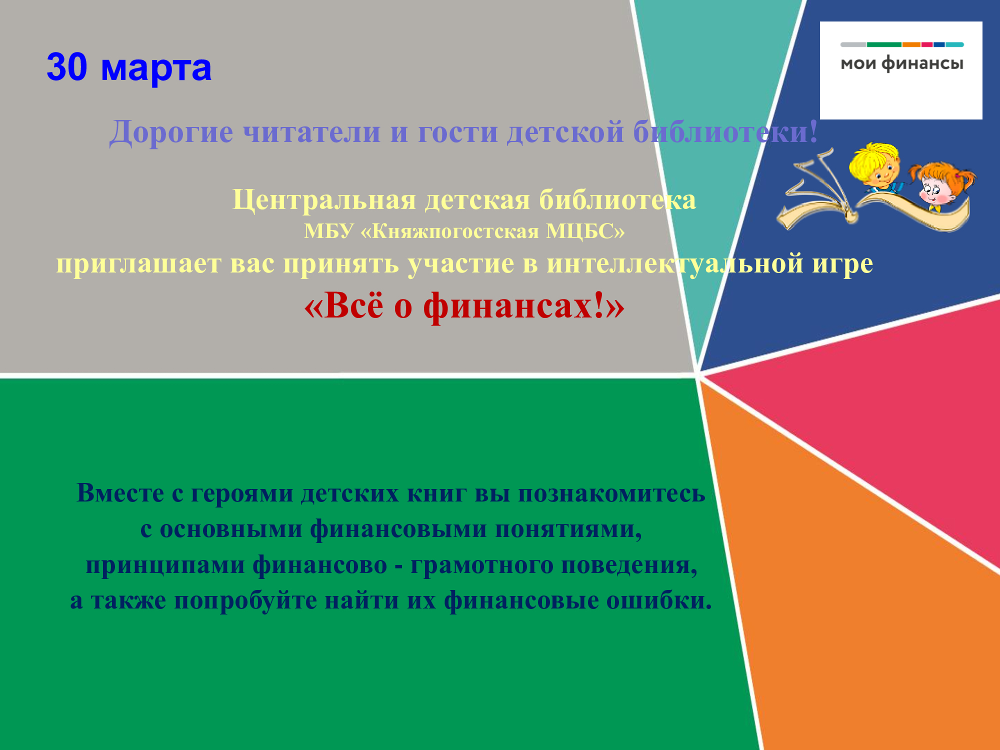 30 марта
мои финансы
Дорогие читатели и гости детской библиотеки!
Центральная детская библиотека
МБУ «Княжпогостская МЦБС»
приглашает вас принять участие в интеллектуальной игре
«Всё о финансах!»
Вместе с героями детских книг вы познакомитесь
с основными финансовыми понятиями,
принципами финансово - грамотного поведения,
а также попробуйте найти их финансовые ошибки.